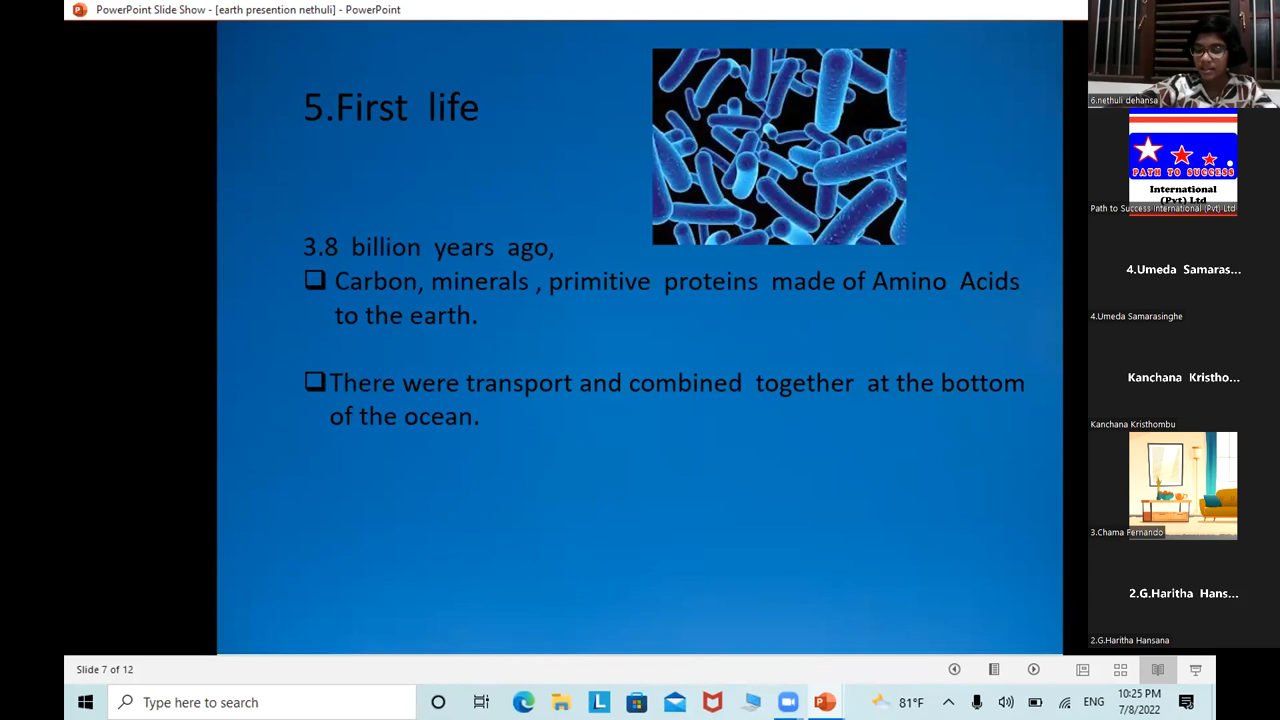 PowerPoint Slide Show - [earth presention nethuli] - PowerPoint
5.First life
3.8 billion years ago,
Carbon, minerals , primitive proteins made of Amino Acids
to the earth.
There were transport and combined together at the bottom
of the ocean.
6.nethuli dehansa
PATH TO SUCCESS
International
(Pvt) Ltd
Path to Success International (Pvt) Ltd
4.Umeda Samaras...
4.Umeda Samarasinghe
Kanchana Kristho...
Kanchana Kristhombu
3.Chama Fernando
2.G.Haritha Hans...
2.G.Haritha Hansana
Slide 7 of 12
Type here to search
81°F
ENG
10:25 PM
7/8/2022